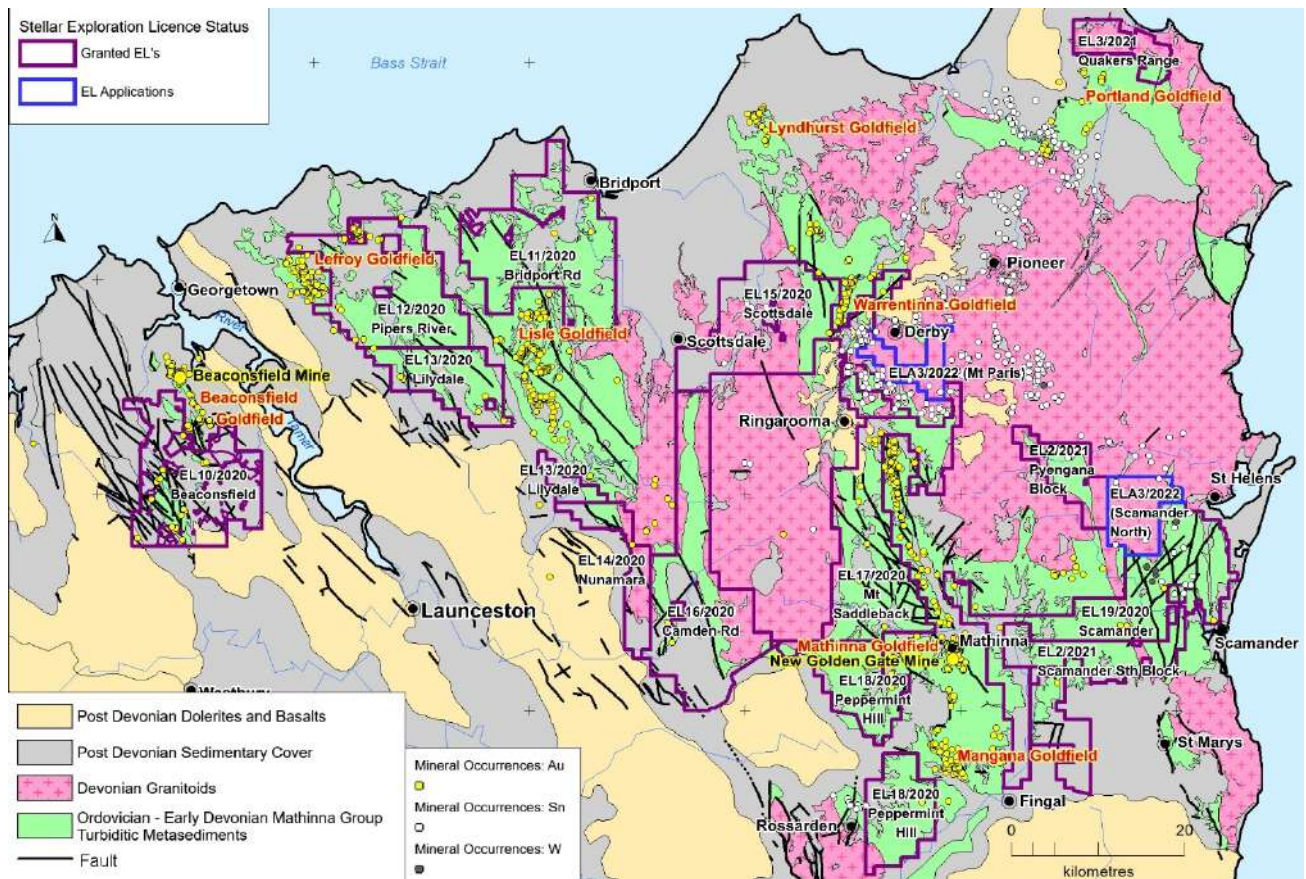 Stellar Exploration Licence Status
Granted EL's
EL Applications
Bass Strait
EL3/2021
Quakers Range
Portland Goldfield
Lyndhurst Goldfield
Bridport
N
Lefroy Goldfield
EL11/2020
Bridport Rd
Georgetown
Pioneer
EL15/2020
Scottsdale
Warrentinna Goldfield
EL12/2020
Pipers River
Lisle Goldfield
Derby
River
Scottsdale
EL13/2020
Lilydale
ELA3/2022 (Mt Paris)
Beaconsfield Mine
Beaconsfield
Goldfield
Tamar
Ringarooma
EL10/2020
Beaconsfield
EL13/2020
Lilydale
EL2/2021
Pyengana
Block
St Helens
ELA3/2022
(Scamander
North)
EL14/2020
Nunamara
EL17/2020
Mt
Saddleback
Launceston
EL16/2020
Camden Rd
EL19/2020
Scamander
Scamander
Mathinna Goldfield
Mathinna
New Golden Gate Mine
EL2/2021
Scamander Sth Block
EL18/2020
Peppermint
Hill
Westbury
St Marys
Mangana Goldfield
EL18/2020
Peppermint
Hill
Fingal
Rossarden
Post Devonian Dolerites and Basalts
Post Devonian Sedimentary Cover
Devonian Granitoids
Ordovician - Early Devonian Mathinna Group
Turbiditic Metasediments
Fault
Mineral Occurrences: Au
Mineral Occurrences: Sn
Mineral Occurrences: W
0 20
kilometres